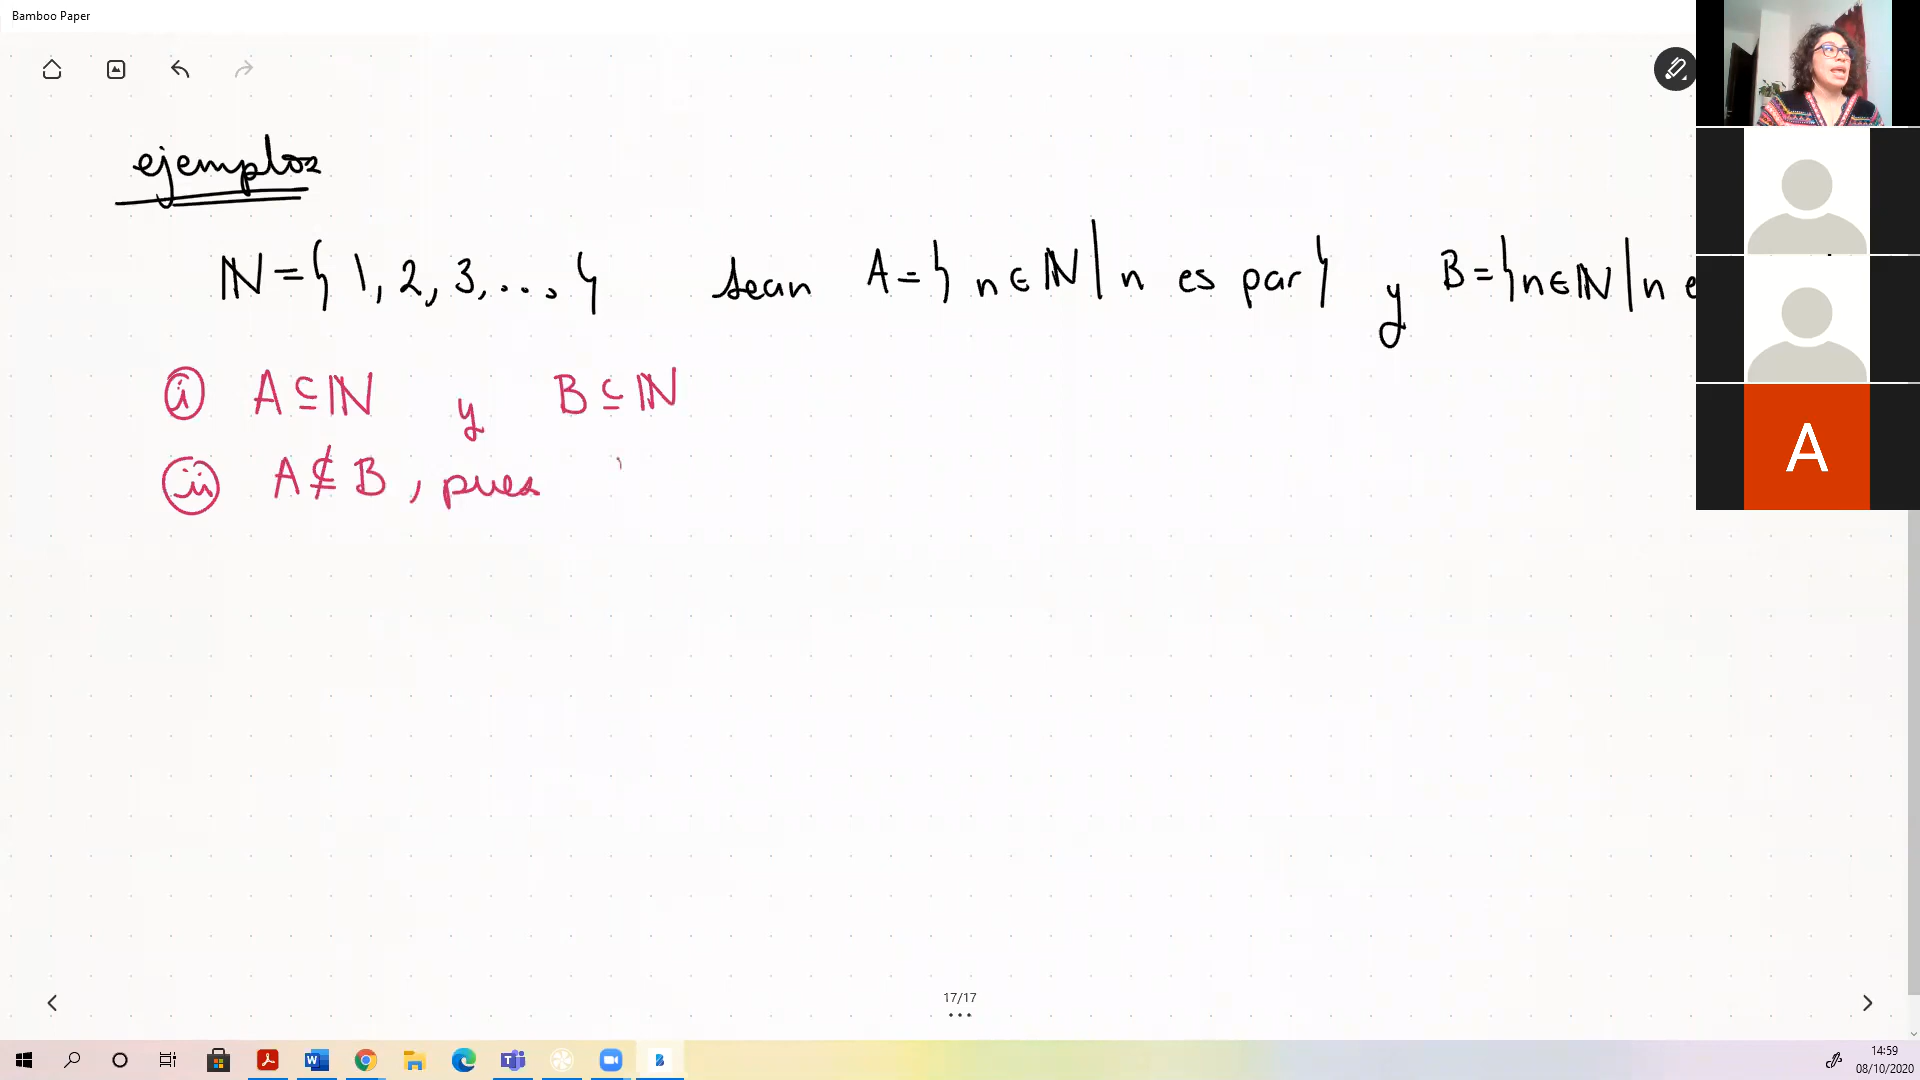 Bamboo Paper
ejemplos
ℕ = { 1, 2, 3, ... } sean A = { n ∈ ℕ | n es par } y B = { n ∈ ℕ | n e
i A ⊆ ℕ y B ⊆ ℕ
ii A ⊈ B , pues
A
17/17
14:59
08/10/2020